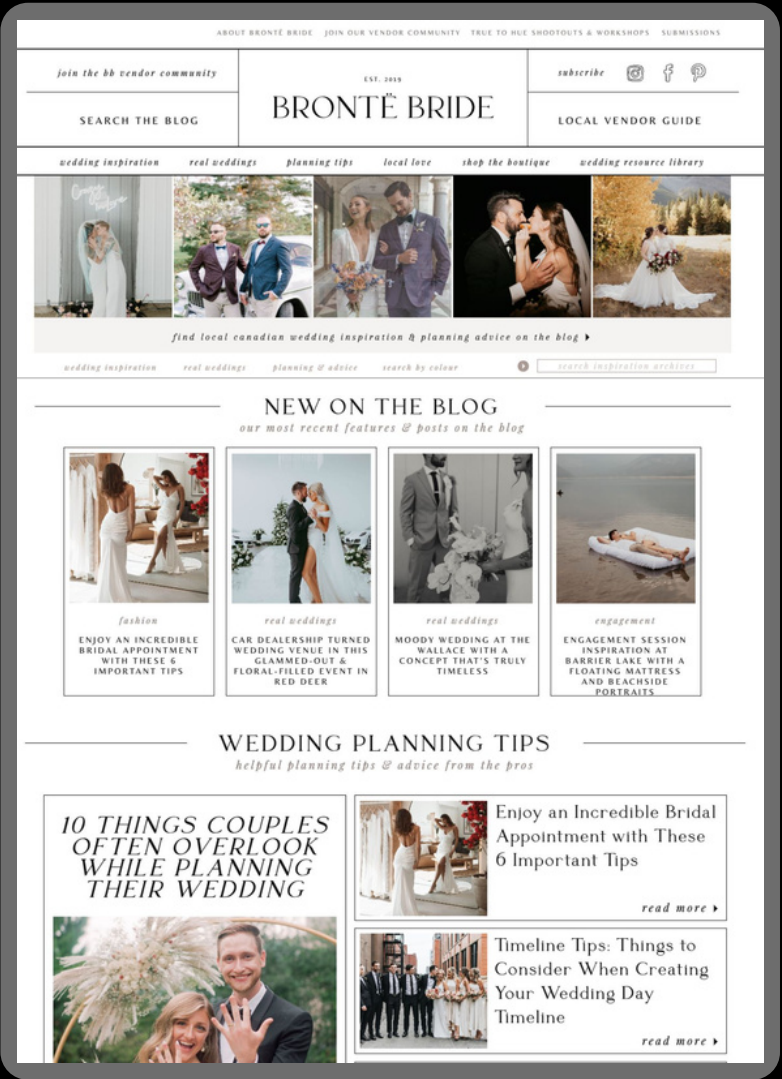 ABOUT BRONTË BRIDE JOIN OUR VENDOR COMMUNITY TRUE TO HUE SHOOTOUTS & WORKSHOPS SUBMISSIONS
join the bb vendor community
SEARCH THE BLOG
EST. 2019
BRONTË BRIDE
subscribe
LOCAL VENDOR GUIDE
wedding inspiration real weddings planning tips local love shop the boutique wedding resource library
find local canadian wedding inspiration & planning advice on the blog
wedding inspiration real weddings planning & advice search by colour search inspiration archives
NEW ON THE BLOG
our most recent features & posts on the blog
fashion
ENJOY AN INCREDIBLE
BRIDAL APPOINTMENT
WITH THESE 6
IMPORTANT TIPS
real weddings
CAR DEALERSHIP TURNED
WEDDING VENUE IN THIS
GLAMMED-OUT &
FLORAL-FILLED EVENT IN
RED DEER
real weddings
MOODY WEDDING AT THE
WALLACE WITH A
CONCEPT THAT'S TRULY
TIMELESS
engagement
ENGAGEMENT SESSION
INSPIRATION AT
BARRIER LAKE WITH A
FLOATING MATTRESS
AND BEACHSIDE
PORTRAITS
WEDDING PLANNING TIPS
helpful planning tips & advice from the pros
10 THINGS COUPLES
OFTEN OVERLOOK
WHILE PLANNING
THEIR WEDDING
Enjoy an Incredible Bridal
Appointment with These
6 Important Tips
read more
Timeline Tips: Things to
Consider When Creating
Your Wedding Day
Timeline
read more